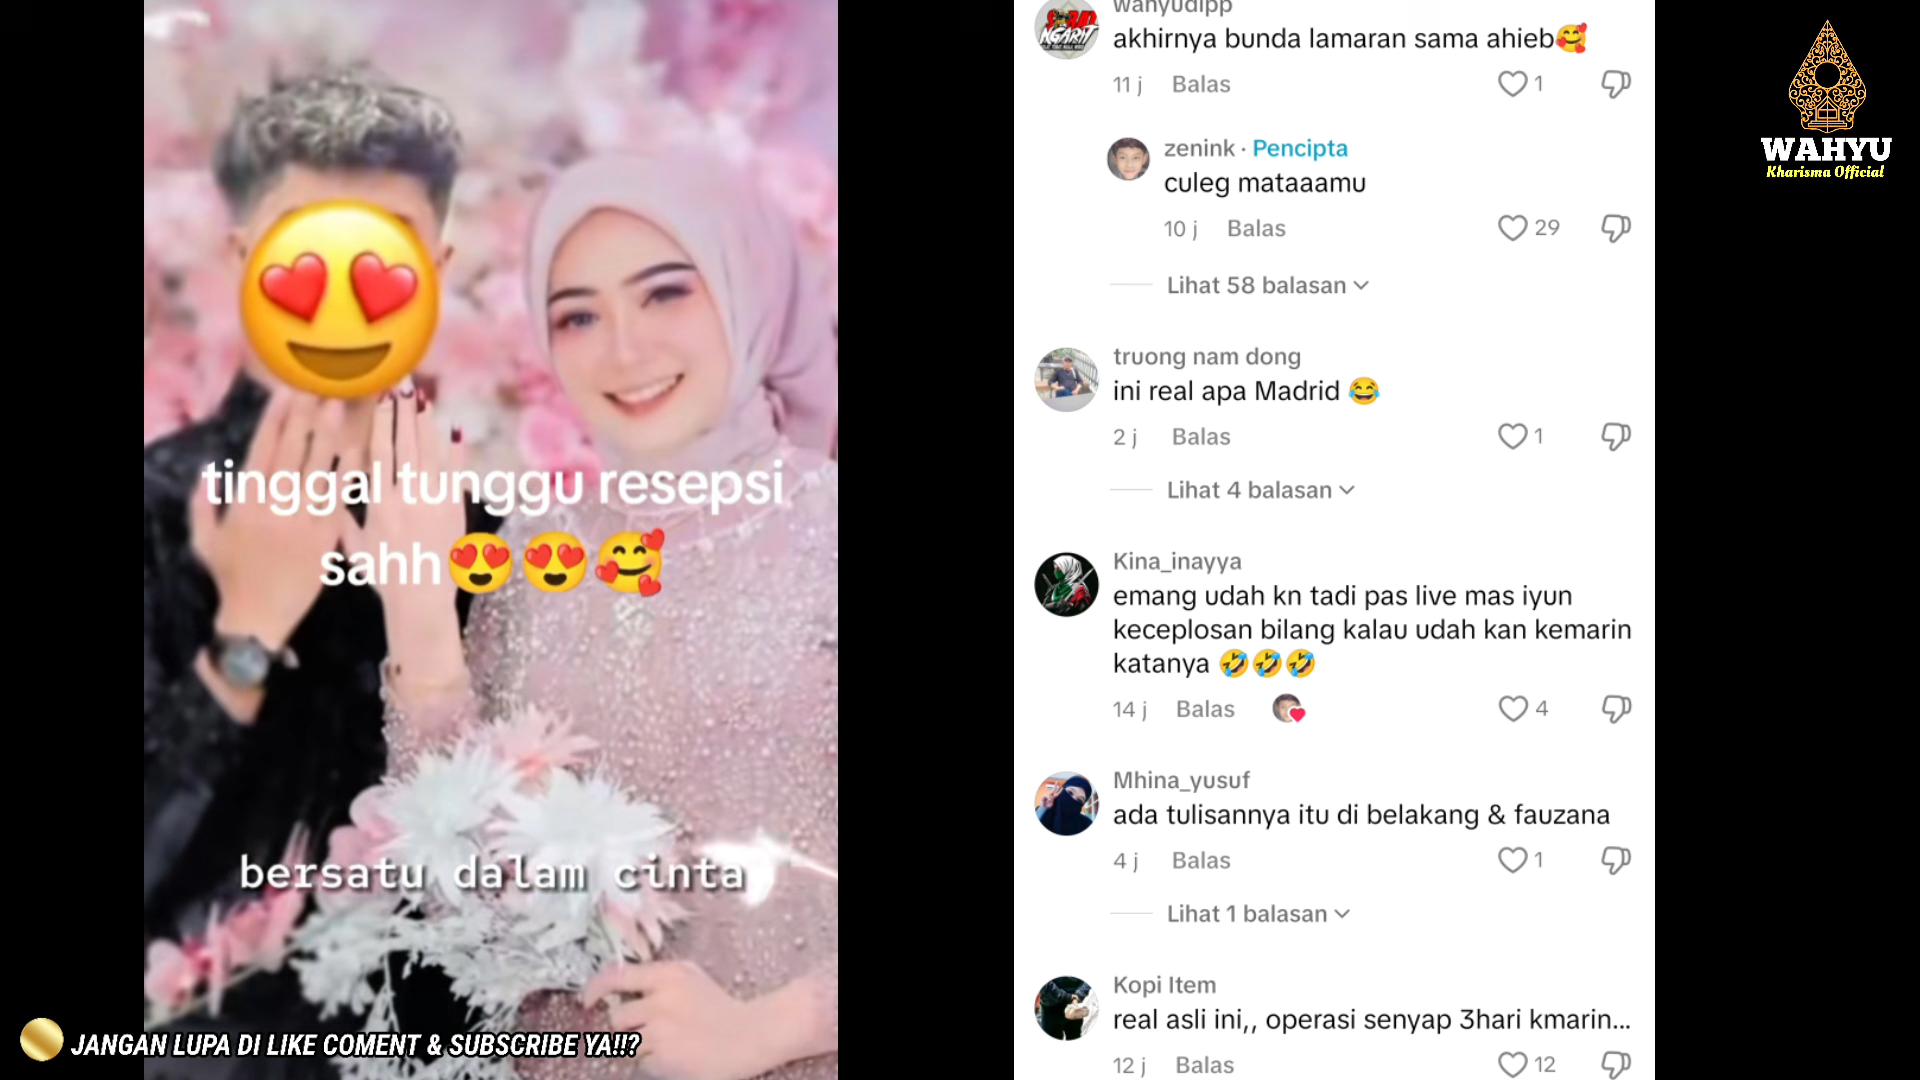 tinggal tunggu resepsi
sahh😍😍🥰
bersatu dalam cinta
JANGAN LUPA DI LIKE COMENT & SUBSCRIBE YA!!?
wahyudipp
akhirnya bunda lamaran sama ahieb🥰
11 j Balas 1
zenink · Pencipta
culeg mataaamu
10 j Balas 29
Lihat 58 balasan
truong nam dong
ini real apa Madrid 😂
2 j Balas 1
Lihat 4 balasan
Kina_inayya
emang udah kn tadi pas live mas iyun
keceplosan bilang kalau udah kan kemarin
katanya 🤣🤣🤣
14 j Balas 4
Mhina_yusuf
ada tulisannya itu di belakang & fauzana
4 j Balas 1
Lihat 1 balasan
Kopi Item
real asli ini,, operasi senyap 3hari kmarin...
12 j Balas 12
WAHYU
Kharisma Official